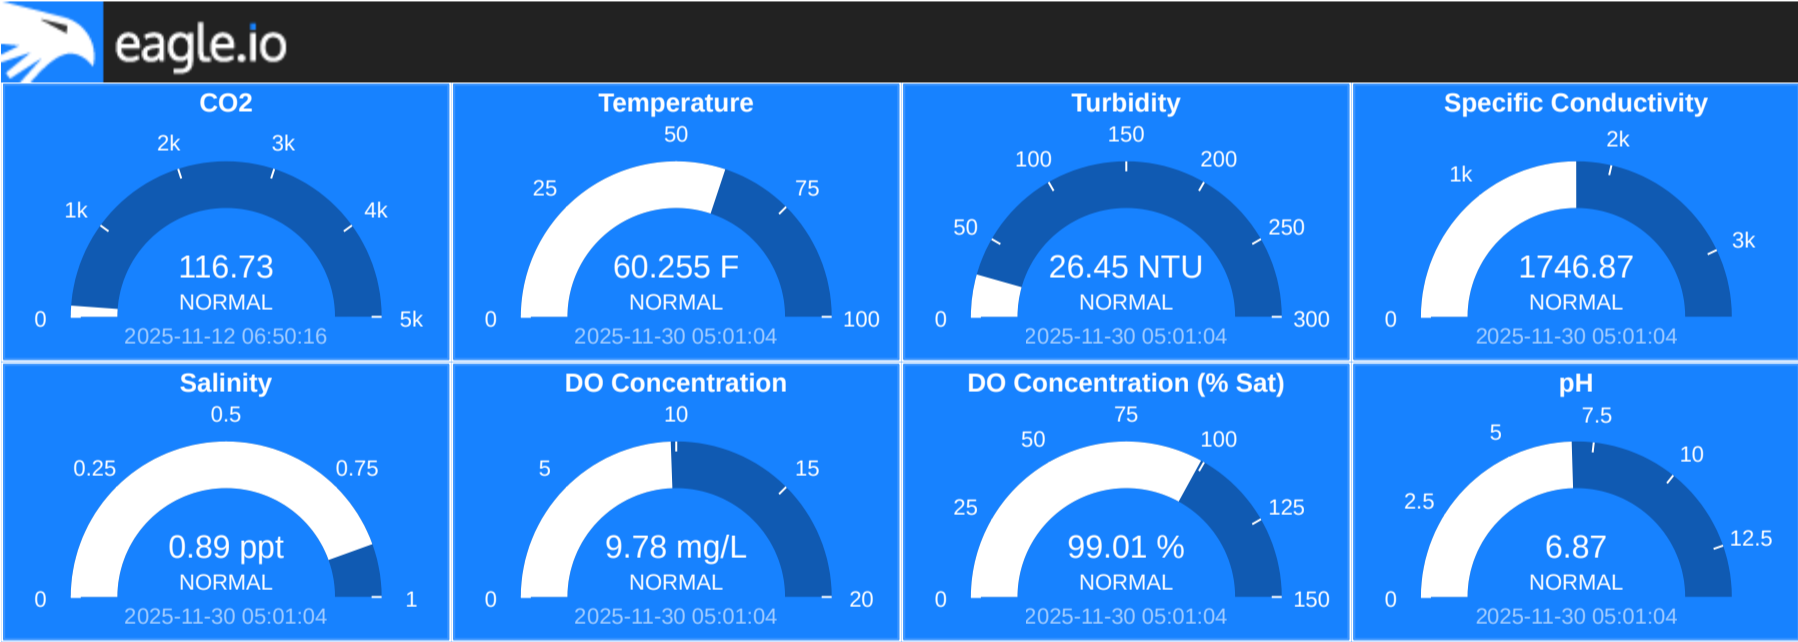 eagle.io
CO2
2k
3k
1k
4k
0
5k
116.73
NORMAL
2025-11-12 06:50:16
Temperature
50
25
75
0
100
60.255 F
NORMAL
2025-11-30 05:01:04
Turbidity
150
100
200
50
250
0
300
26.45 NTU
NORMAL
2025-11-30 05:01:04
Specific Conductivity
2k
1k
3k
0
1746.87
NORMAL
2025-11-30 05:01:04
Salinity
0.5
0.25
0.75
0
1
0.89 ppt
NORMAL
2025-11-30 05:01:04
DO Concentration
10
5
15
0
20
9.78 mg/L
NORMAL
2025-11-30 05:01:04
DO Concentration (% Sat)
75
50
100
25
125
0
150
99.01 %
NORMAL
2025-11-30 05:01:04
pH
7.5
5
10
2.5
12.5
0
6.87
NORMAL
2025-11-30 05:01:04